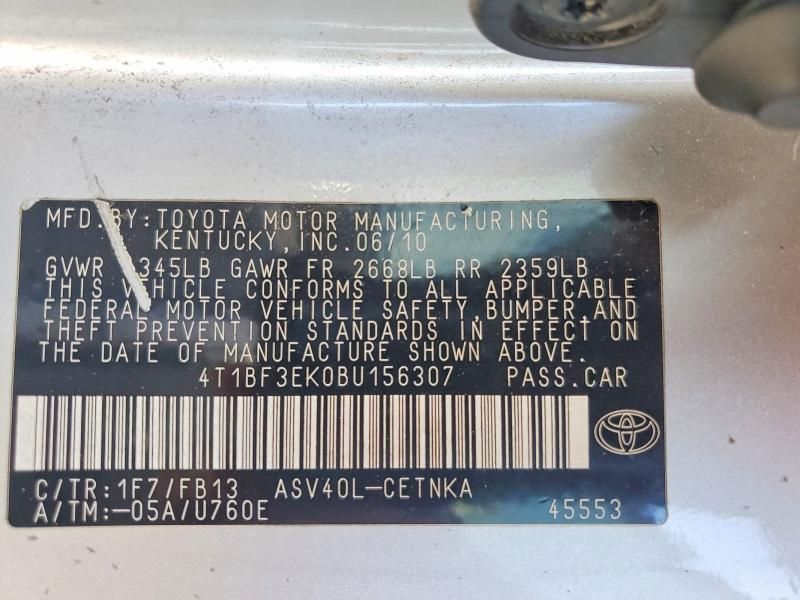 MFD.BY:TOYOTA MOTOR MANUFACTURING,
KENTUCKY,INC.06/10
GVWR 345LB GAWR FR 2668LB RR 2359LB
THIS VEHICLE CONFORMS TO ALL APPLICABLE
FEDERAL MOTOR VEHICLE SAFETY,BUMPER,AND
THEFT PREVENTION STANDARDS IN EFFECT ON
THE DATE OF MANUFACTURE SHOWN ABOVE.
4T1BF3EK0BU156307 PASS.CAR
C/TR:1F7/FB13 ASV40L-CETNKA
A/TM:-05A/U760E 45553